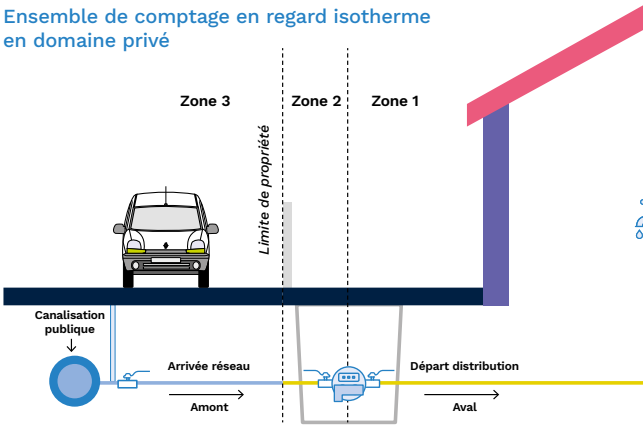 Ensemble de comptage en regard isotherme
en domaine privé
Zone 3
Zone 2
Zone 1
Limite de propriété
Canalisation
publique
Arrivée réseau
Départ distribution
Amont
Aval